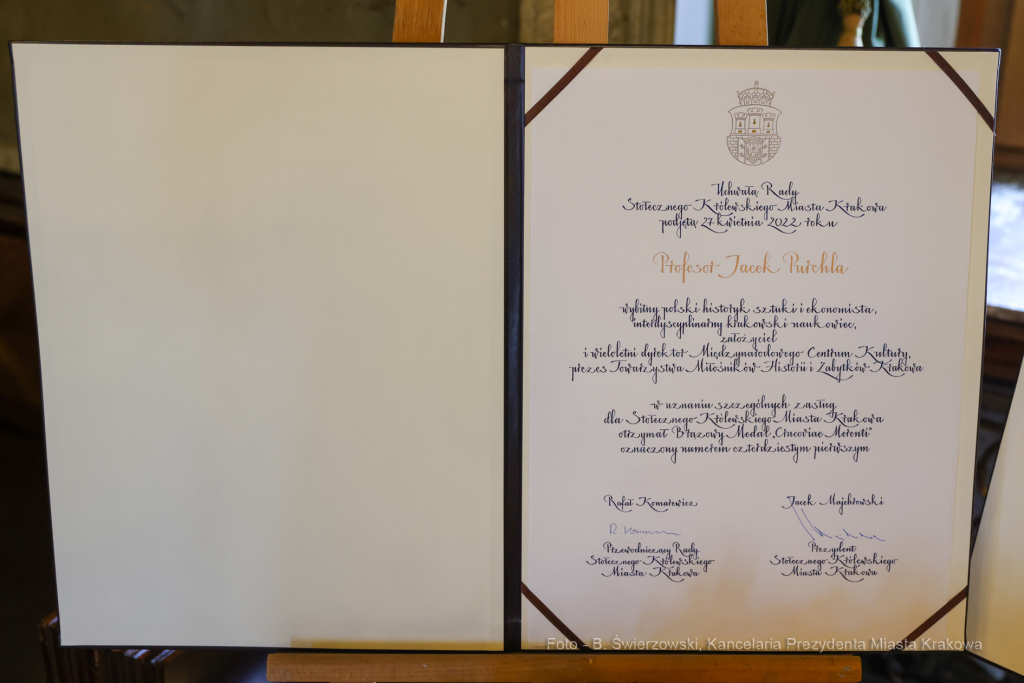 Uchwałą Rady
Stołecznego Królewskiego Miasta Krakowa
podjętą 27 kwietnia 2022 roku
Profesor Jacek Purchla
wybitny polski historyk sztuki i ekonomista,
interdyscyplinarny krakowski naukowiec,
założyciel
i wieloletni dyrektor Międzynarodowego Centrum Kultury,
prezes Towarzystwa Miłośników Historii i Zabytków Krakowa
w uznaniu szczególnych zasług
dla Stołecznego Królewskiego Miasta Krakowa
otrzymał Brązowy Medal „Cracoviae Merenti”
oznaczony numerem czterdziestym pierwszym
Rafał Komarewicz
Jacek Majchrowski
Przewodniczący Rady
Stołecznego Królewskiego
Miasta Krakowa
Prezydent
Stołecznego Królewskiego
Miasta Krakowa
Foto - B. Świerzowski, Kancelaria Prezydenta Miasta Krakowa